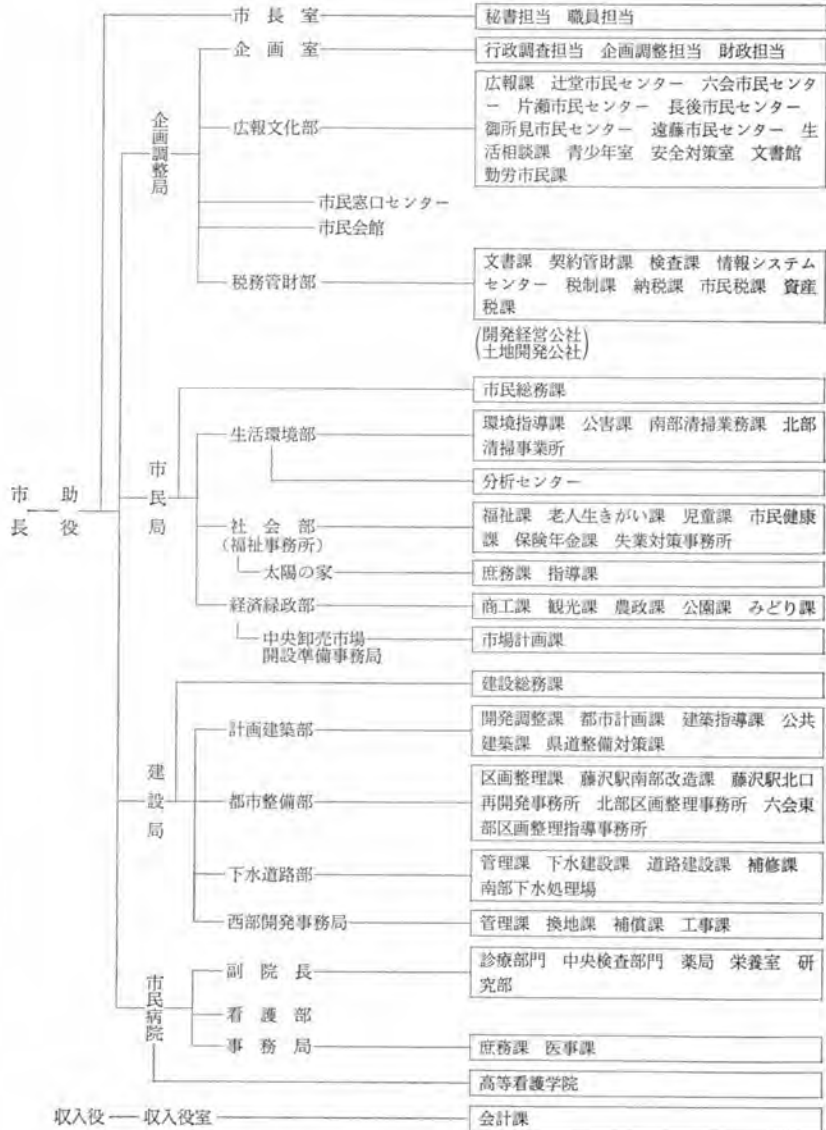 市長室 秘書担当 職員担当
企画室 行政調査担当 企画調整担当 財政担当
企画調整局
広報文化部
広報課 辻堂市民センター 六会市民センタ
ー 片瀬市民センター 長後市民センター
御所見市民センター 遠藤市民センター 生
活相談課 青少年室 安全対策室 文書館
勤労市民課
市民窓口センター
市民会館
税務管財部
文書課 契約管財課 検査課 情報システム
センター 税制課 納税課 市民税課 資産
税課
(開発経営公社
土地開発公社)
市民総務課
生活環境部
環境指導課 公害課 南部清掃業務課 北部
清掃事業所
分析センター
市長 助役
市民局
社会部
(福祉事務所)
福祉課 老人生きがい課 児童課 市民健康
課 保険年金課 失業対策事務所
太陽の家 庶務課 指導課
経済緑政部 商工課 観光課 農政課 公園課 みどり課
中央卸売市場
開設準備事務局
市場計画課
建設総務課
建設局
計画建築部
開発調整課 都市計画課 建築指導課 公共
建築課 県道整備対策課
都市整備部
区画整理課 藤沢駅南部改造課 藤沢駅北口
再開発事務所 北部区画整理事務所 六会東
部区画整理指導事務所
下水道路部
管理課 下水建設課 道路建設課 補修課
南部下水処理場
西部開発事務局 管理課 換地課 補償課 工事課
市民病院
副院長
診療部門 中央検査部門 薬局 栄養室 研
究部
看護部
事務局 庶務課 医事課
高等看護学院
収入役 収入役室 会計課